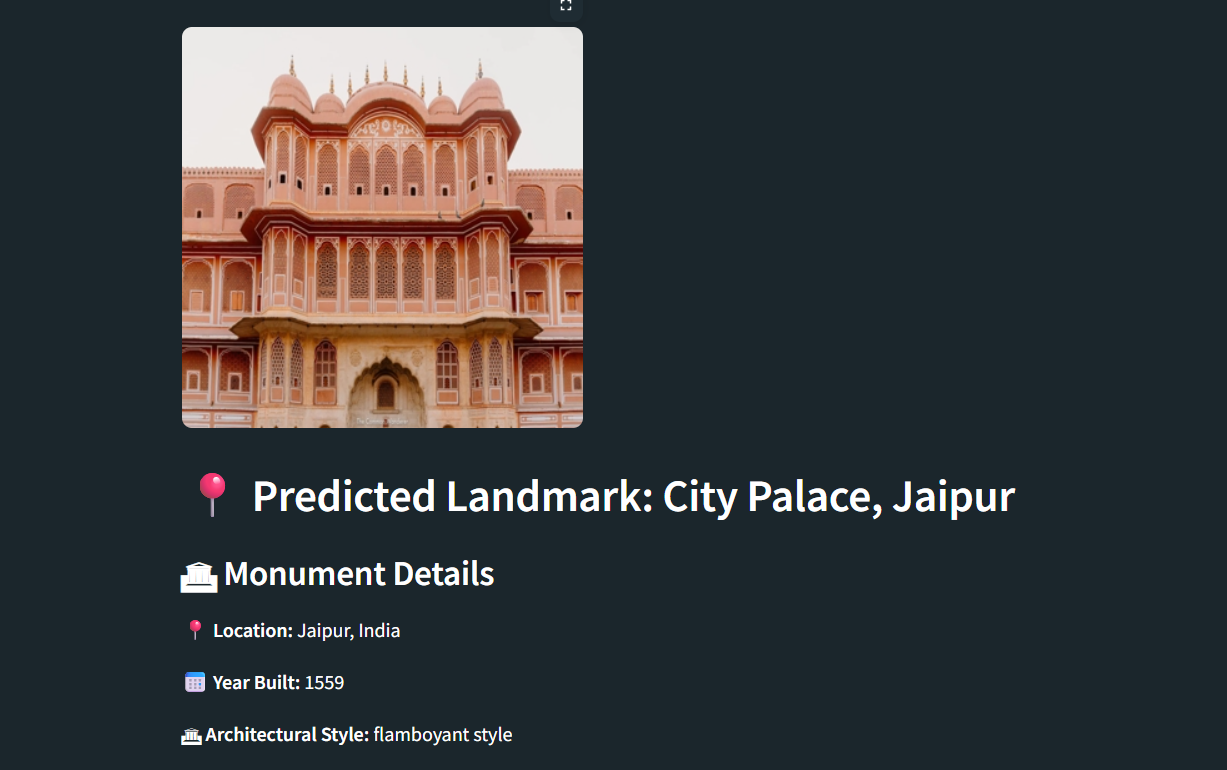 📍 Predicted Landmark: City Palace, Jaipur
🏛️ Monument Details
📍 Location: Jaipur, India
📅 Year Built: 1559
🏛️ Architectural Style: flamboyant style